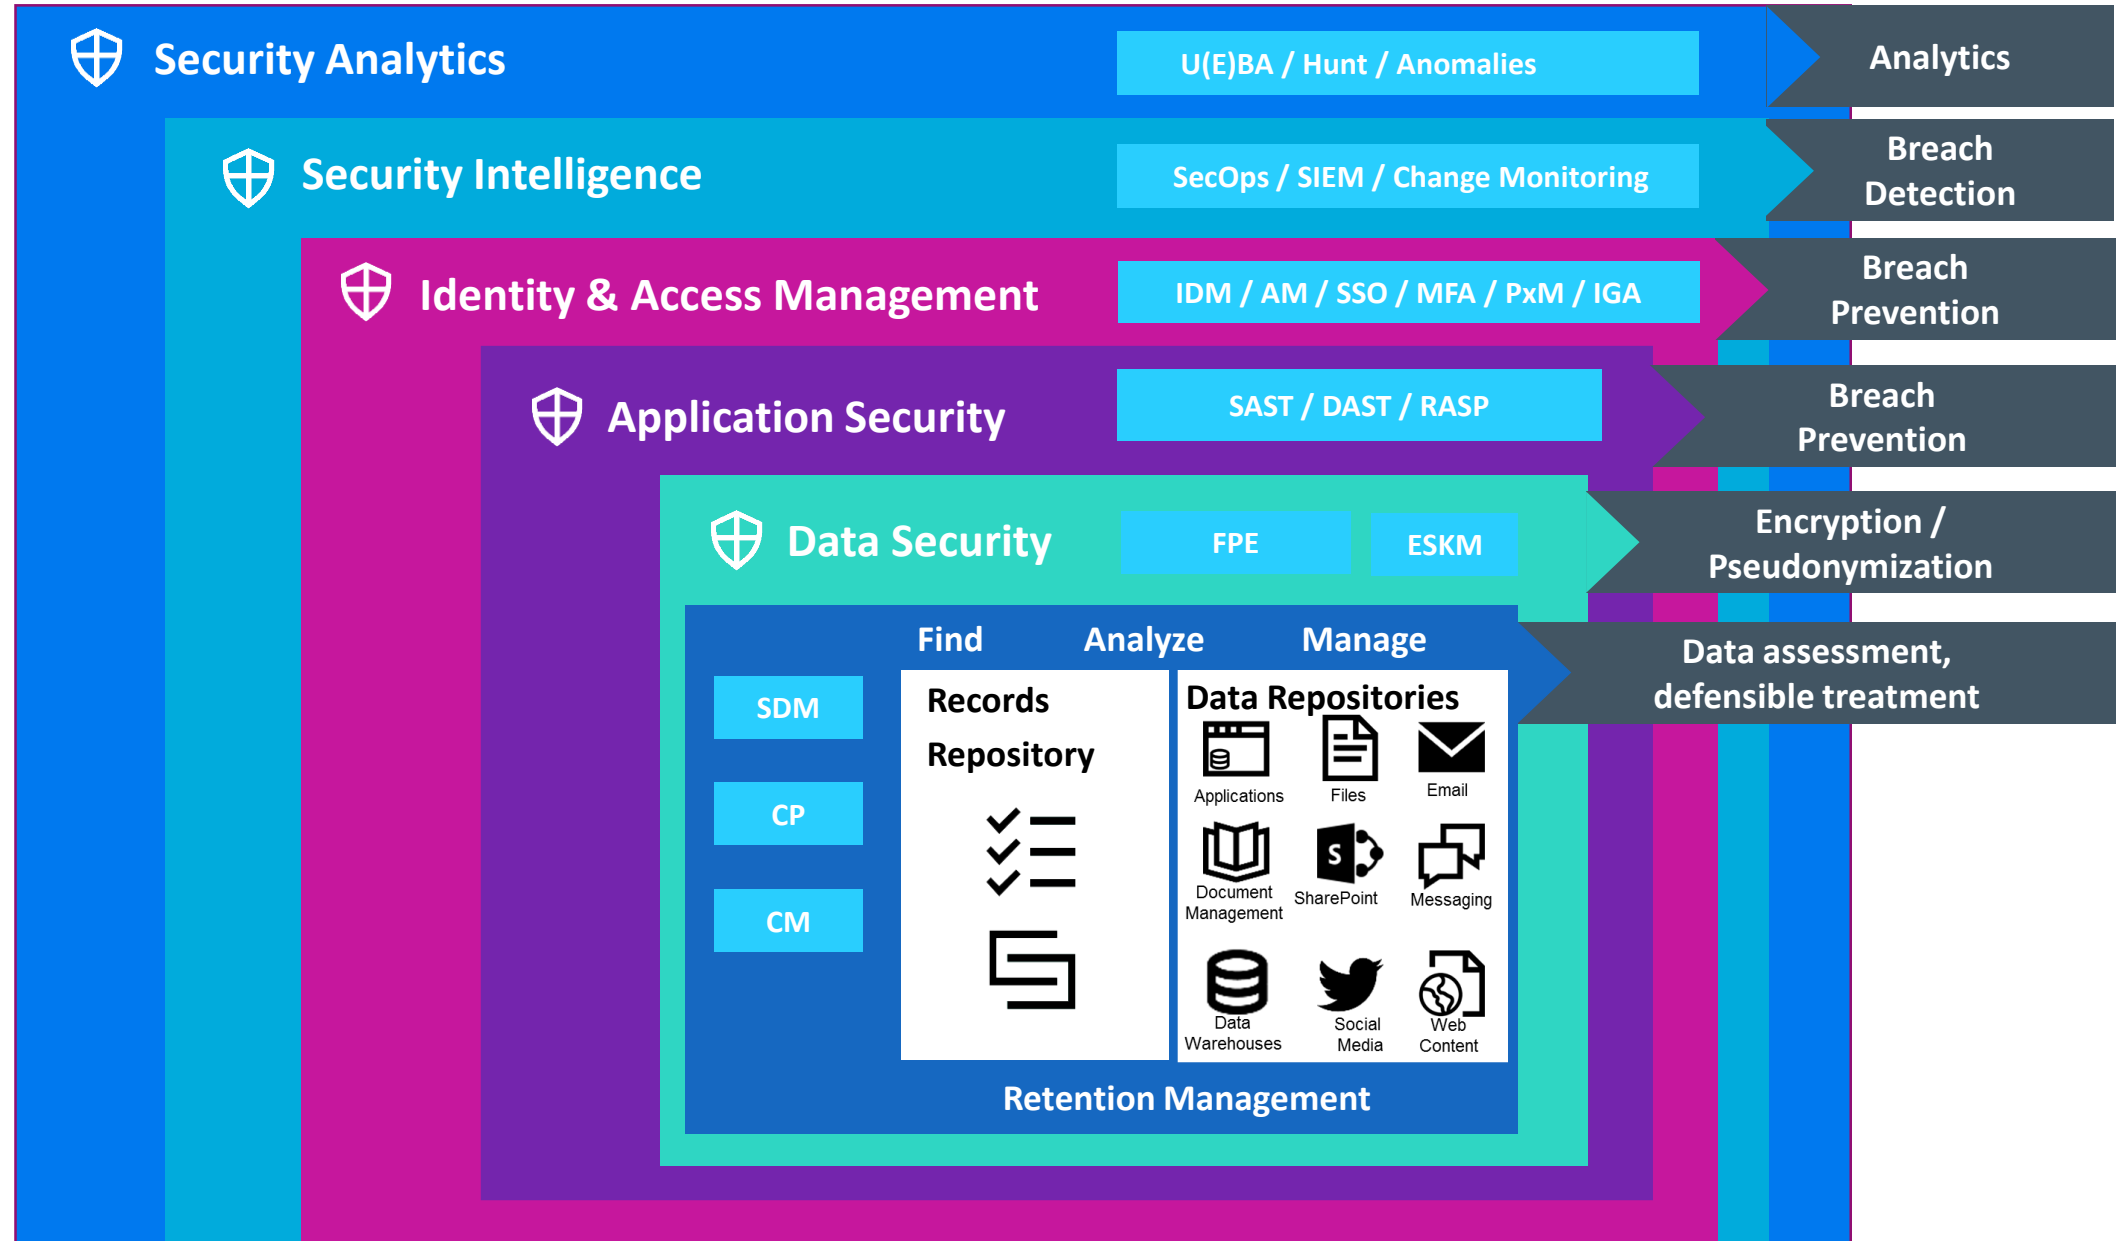 Security Analytics
U(E)BA / Hunt / Anomalies
Analytics
Security Intelligence
SecOps / SIEM / Change Monitoring
Breach
Detection
Identity & Access Management
IDM / AM / SSO / MFA / PxM / IGA
Breach
Prevention
Application Security
SAST / DAST / RASP
Breach
Prevention
Data Security
FPE
ESKM
Encryption /
Pseudonymization
Find
Analyze
Manage
Data assessment,
defensible treatment
SDM
CP
CM
Records
Repository
Data Repositories
Applications
Files
Email
Document
Management
SharePoint
Messaging
Data
Warehouses
Social
Media
Web
Content
Retention Management